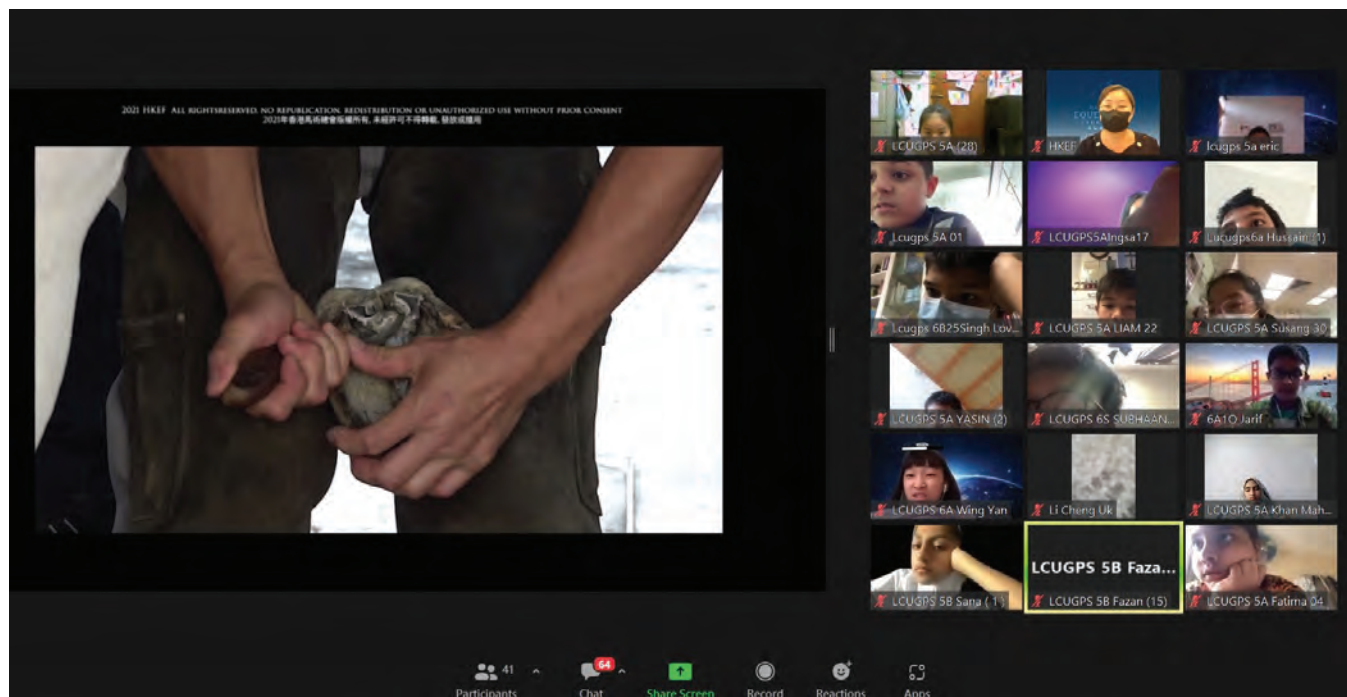 2021 HKEF ALL RIGHTSRESERVED. NO REPUBLICATION, REDISTRIBUTION OR UNAUTHORIZED USE WITHOUT PRIOR CONSENT
2021年香港馬術總會版權所有, 未經許可不得轉載, 發放或擅用
LCUGPS 5A (28)
HKEF
lcugps 5a eric
Lcugps 5A 01
LCUGPS5AIngsa17
Lucugps6a Hussain (1)
Lcugps 6B25Singh Lov...
LCUGPS 5A LIAM 22
LCUGPS 5A Susang 30
LCUGPS 5A YASIN (2)
LCUGPS 6S SUBHAAN...
6A1O Jarif
LCUGPS 6A Wing Yan
Li Cheng Uk
LCUGPS 5A Khan Mah...
LCUGPS 5B Sana ( 1 )
LCUGPS 5B Faza...
LCUGPS 5B Fazan (15)
LCUGPS 5A Fatima 04
41
64
Participants
Chat
Share Screen
Record
Reactions
Apps